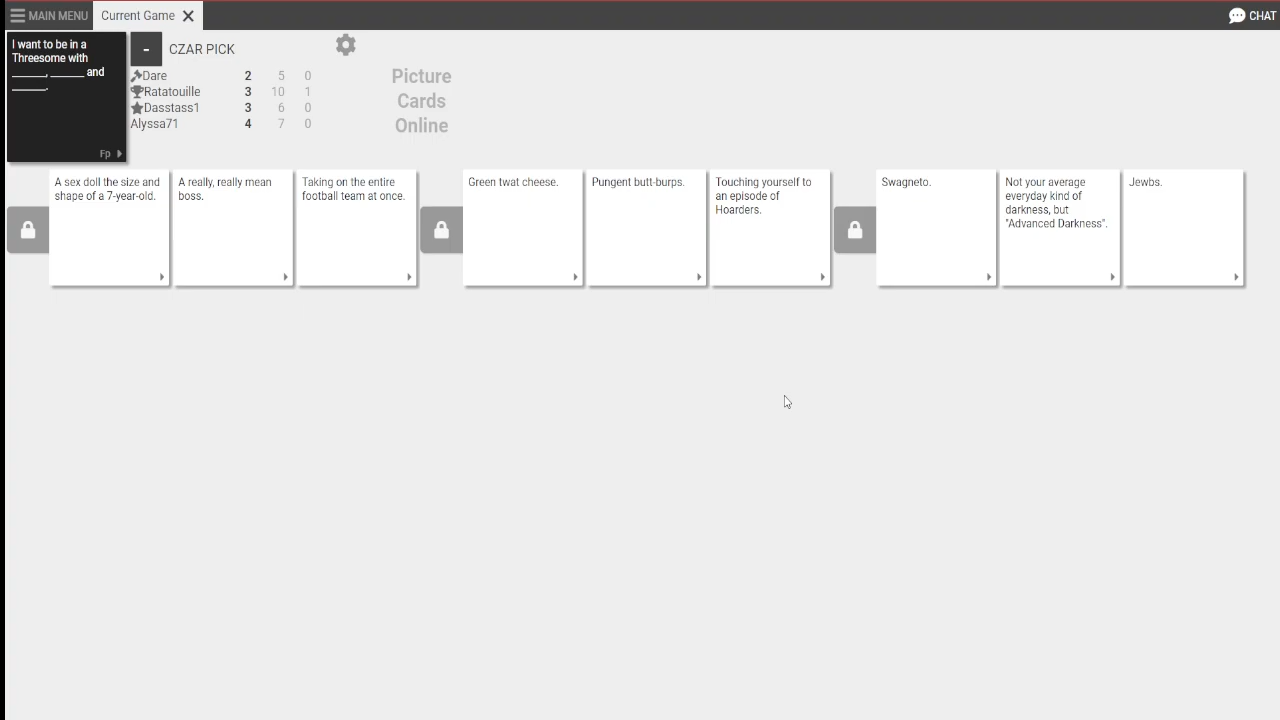 MAIN MENU
Current Game
CHAT
I want to be in a
Threesome with
______, ______ and
______.
Fp
-
CZAR PICK
Dare 2 5 0
Ratatouille 3 10 1
Dasstass1 3 6 0
Alyssa71 4 7 0
Picture
Cards
Online
A sex doll the size and
shape of a 7-year-old.
A really, really mean
boss.
Taking on the entire
football team at once.
Green twat cheese.
Pungent butt-burps.
Touching yourself to
an episode of
Hoarders.
Swagneto.
Not your average
everyday kind of
darkness, but
"Advanced Darkness".
Jewbs.